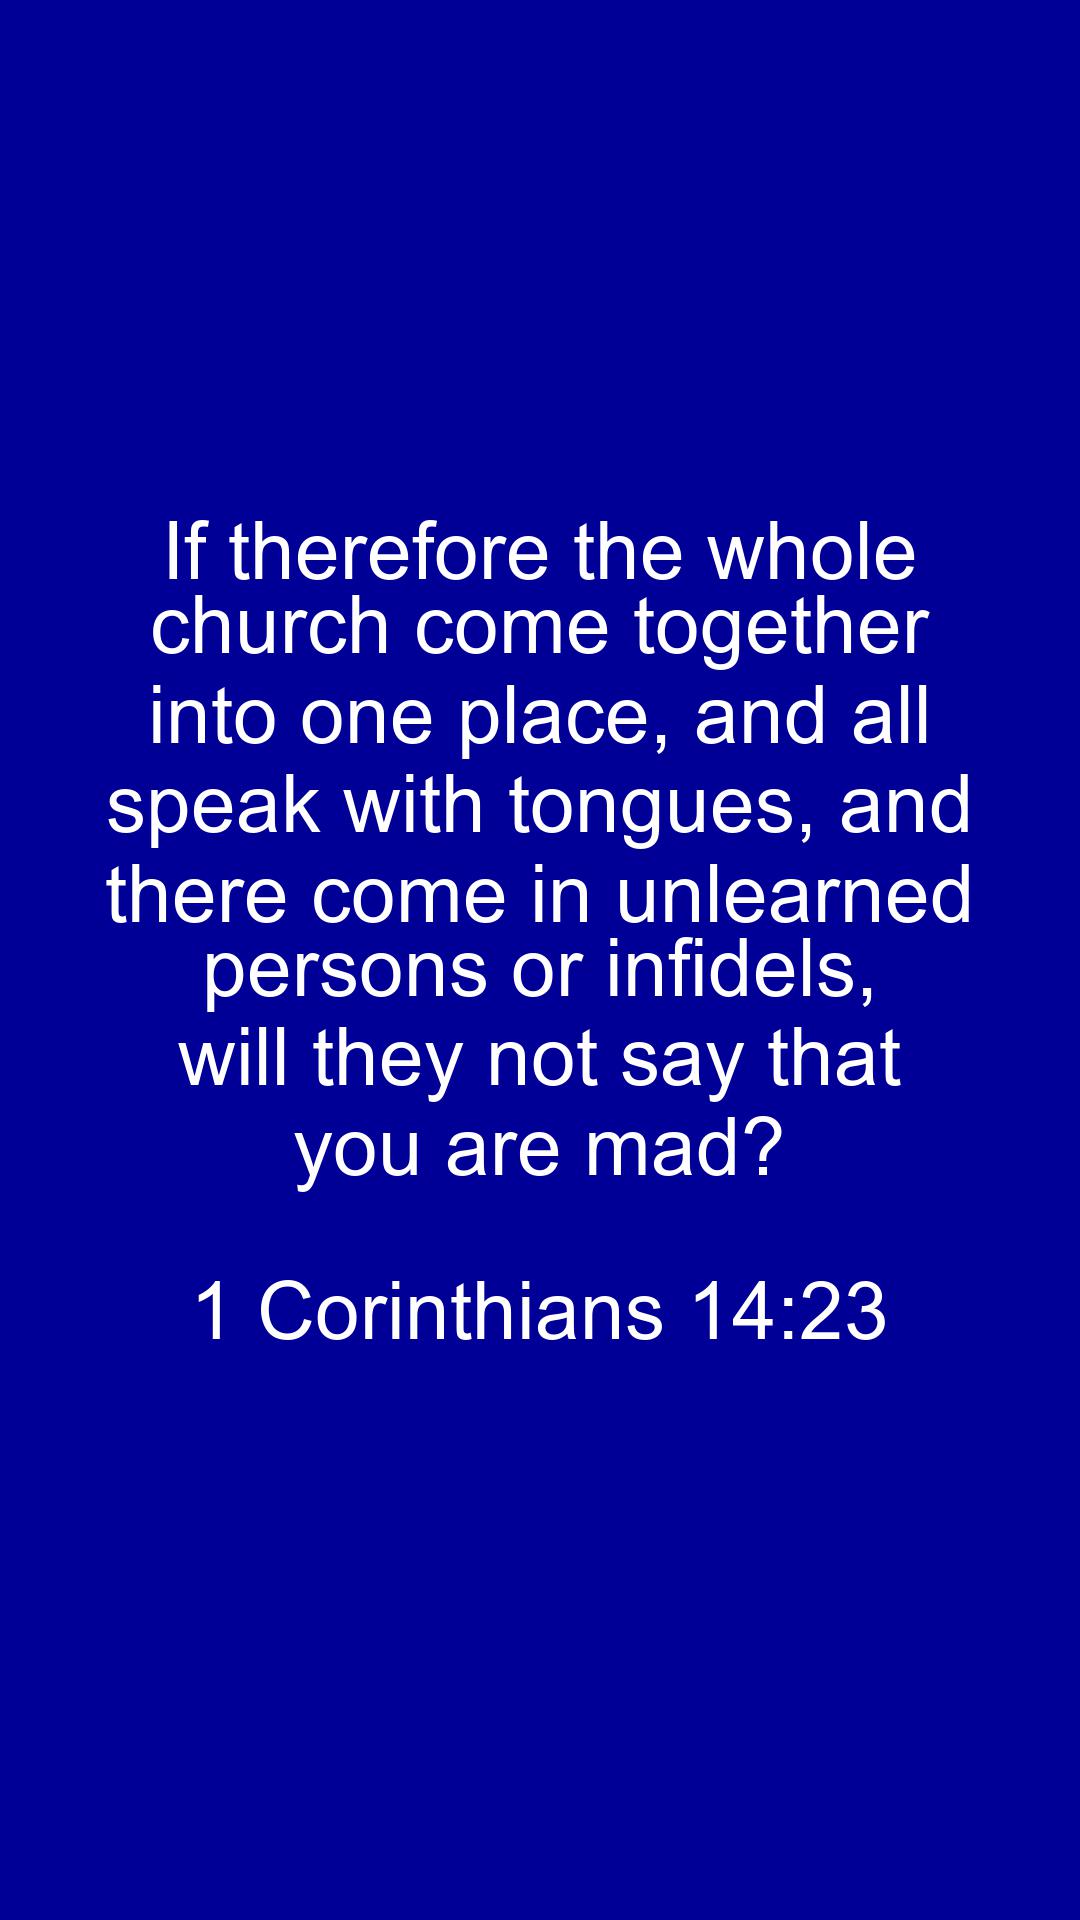 If therefore the whole
church come together
into one place, and all
speak with tongues, and
there come in unlearned
persons or infidels,
will they not say that
you are mad?
1 Corinthians 14:23